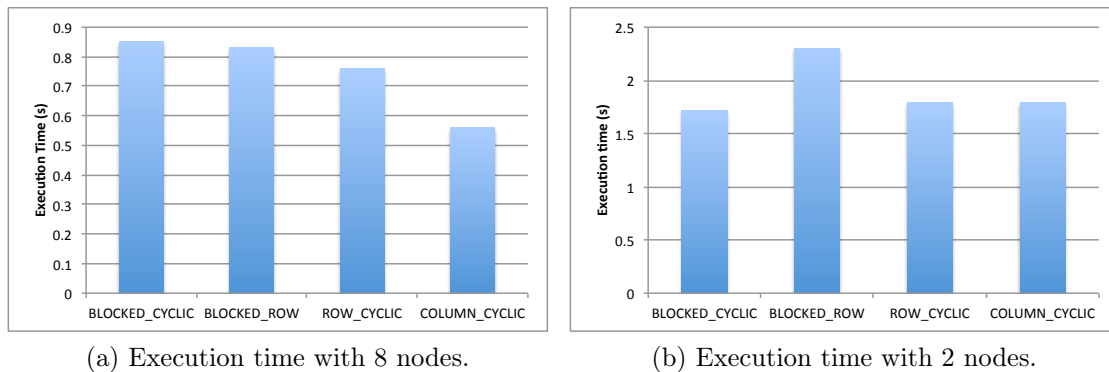 0.9
0.8
0.7
0.6
0.5
0.4
0.3
0.2
0.1
0
Execution Time (s)
BLOCKED_CYCLIC BLOCKED_ROW ROW_CYCLIC COLUMN_CYCLIC
(a) Execution time with 8 nodes.
2.5
2
1.5
1
0.5
0
Execution time (s)
BLOCKED_CYCLIC BLOCKED_ROW ROW_CYCLIC COLUMN_CYCLIC
(b) Execution time with 2 nodes.